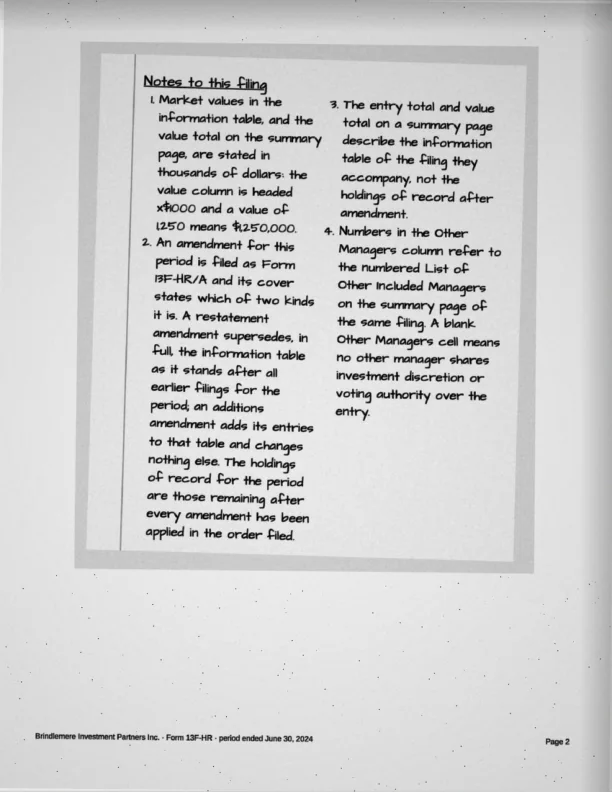 Notes to this filing
1. Market values in the
information table, and the
value total on the summary
page, are stated in
thousands of dollars: the
value column is headed
x$1000 and a value of
1,250 means $1,250,000.
2. An amendment for this
period is filed as Form
13F-HR/A and its cover
states which of two kinds
it is. A restatement
amendment supersedes, in
full, the information table
as it stands after all
earlier filings for the
period; an additions
amendment adds its entries
to that table and changes
nothing else. The holdings
of record for the period
are those remaining after
every amendment has been
applied in the order filed.
3. The entry total and value
total on a summary page
describe the information
table of the filing they
accompany, not the
holdings of record after
amendment.
4. Numbers in the Other
Managers column refer to
the numbered List of
Other Included Managers
on the summary page of
the same filing. A blank
Other Managers cell means
no other manager shares
investment discretion or
voting authority over the
entry.
Brindlemere Investment Partners Inc. - Form 13F-HR - period ended June 30, 2024
Page 2